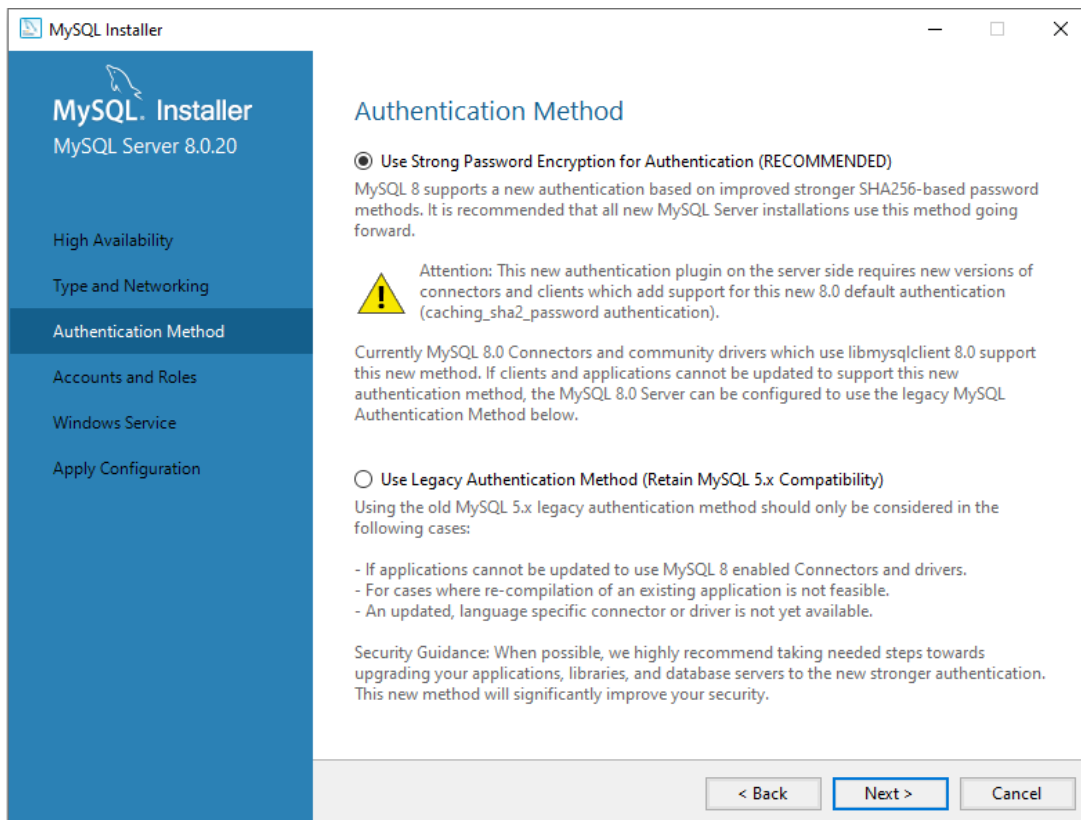 MySQL Installer
MySQL. Installer
MySQL Server 8.0.20
High Availability
Type and Networking
Authentication Method
Accounts and Roles
Windows Service
Apply Configuration
Authentication Method
Use Strong Password Encryption for Authentication (RECOMMENDED)
MySQL 8 supports a new authentication based on improved stronger SHA256-based password
methods. It is recommended that all new MySQL Server installations use this method going
forward.
Attention: This new authentication plugin on the server side requires new versions of
connectors and clients which add support for this new 8.0 default authentication
(caching_sha2_password authentication).
Currently MySQL 8.0 Connectors and community drivers which use libmysqlclient 8.0 support
this new method. If clients and applications cannot be updated to support this new
authentication method, the MySQL 8.0 Server can be configured to use the legacy MySQL
Authentication Method below.
Use Legacy Authentication Method (Retain MySQL 5.x Compatibility)
Using the old MySQL 5.x legacy authentication method should only be considered in the
following cases:
- If applications cannot be updated to use MySQL 8 enabled Connectors and drivers.
- For cases where re-compilation of an existing application is not feasible.
- An updated, language specific connector or driver is not yet available.
Security Guidance: When possible, we highly recommend taking needed steps towards
upgrading your applications, libraries, and database servers to the new stronger authentication.
This new method will significantly improve your security.
< Back
Next >
Cancel